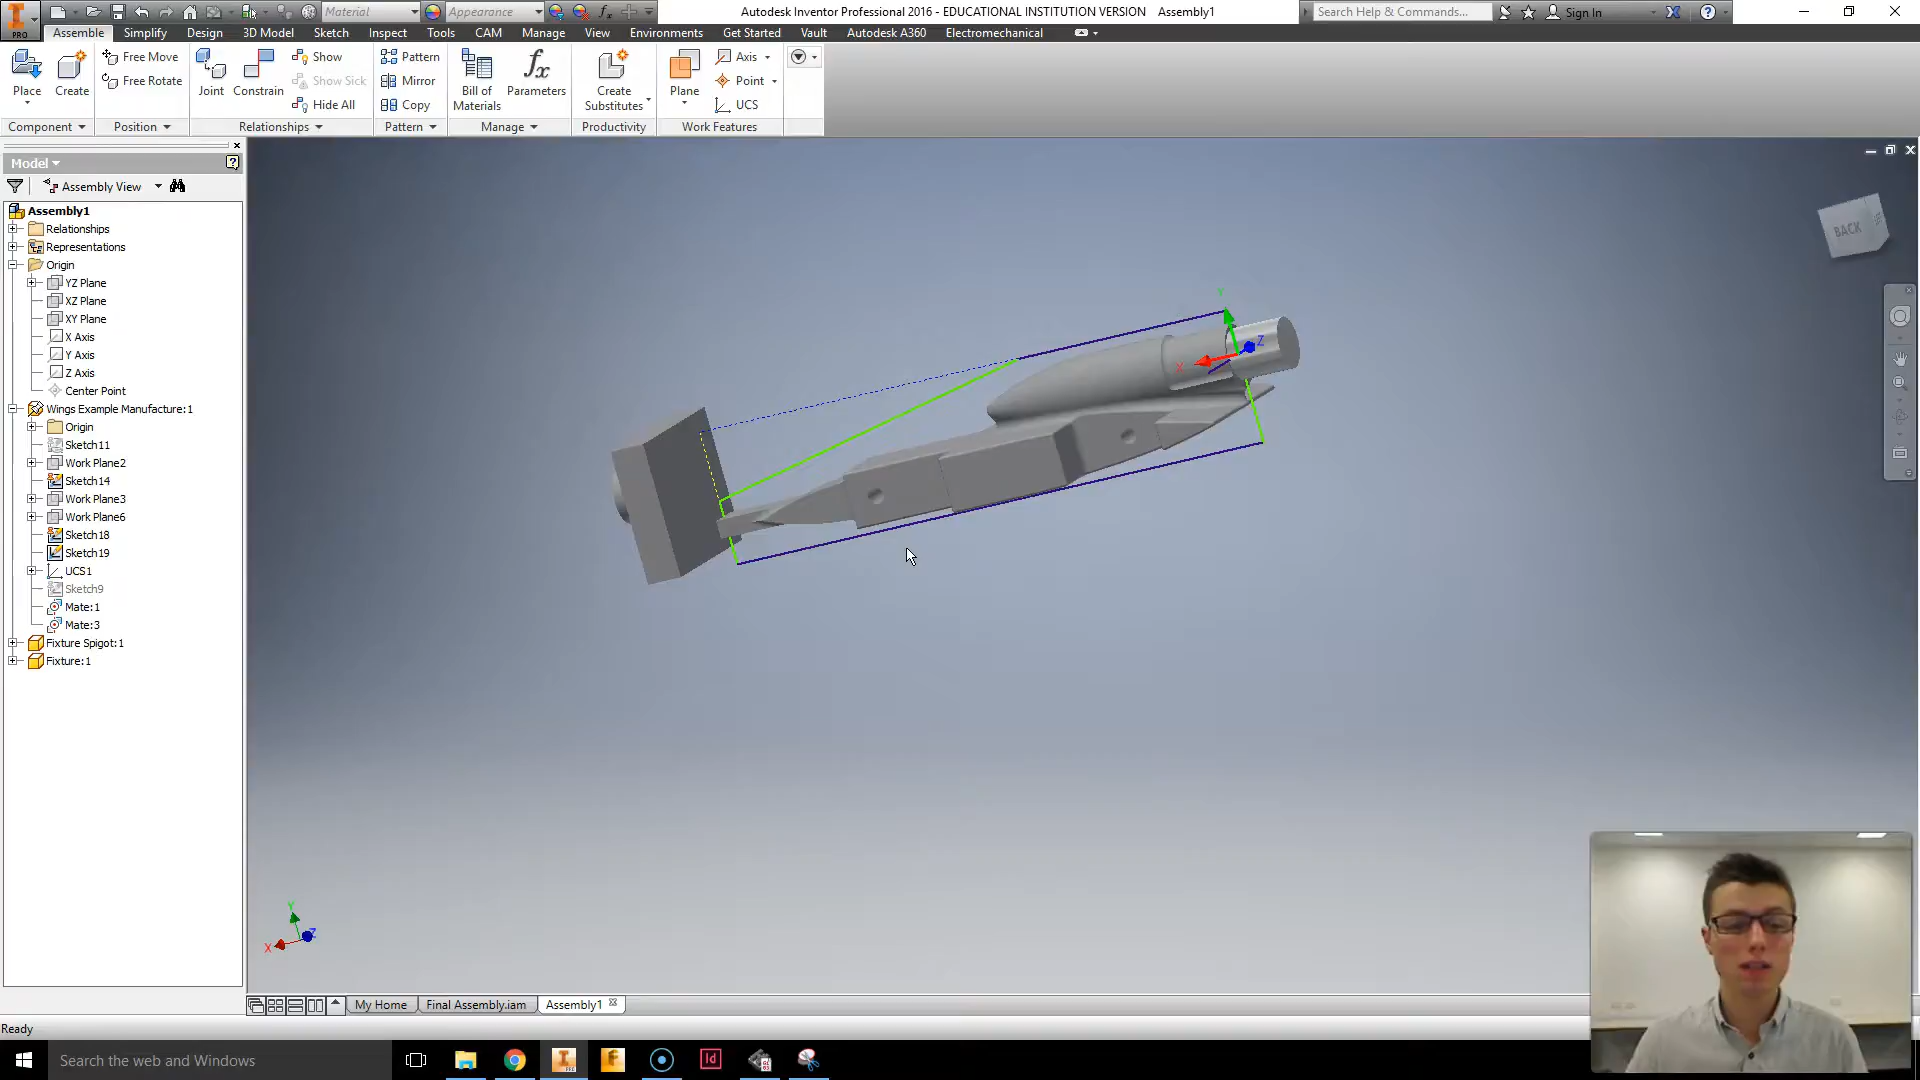 Material
Appearance
Autodesk Inventor Professional 2016 - EDUCATIONAL INSTITUTION VERSION Assembly1
Search Help & Commands...
Sign In
PRO
Assemble Simplify Design 3D Model Sketch Inspect Tools CAM Manage View Environments Get Started Vault Autodesk A360 Electromechanical
Place
Create
Free Move
Free Rotate
Joint
Constrain
Show
Show Sick
Hide All
Pattern
Mirror
Copy
Bill of
Materials
fx
Parameters
Create
Substitutes
Plane
Axis
Point
UCS
Component Position Relationships Pattern Manage Productivity Work Features
Model
Assembly View
Assembly1
Relationships
Representations
Origin
YZ Plane
XZ Plane
XY Plane
X Axis
Y Axis
Z Axis
Center Point
Wings Example Manufacture:1
Origin
Sketch11
Work Plane2
Sketch14
Work Plane3
Work Plane6
Sketch18
Sketch19
UCS1
Sketch9
Mate:1
Mate:3
Fixture Spigot:1
Fixture:1
BACK
Y
Z
X
Y
Z
X
My Home Final Assembly.iam Assembly1
Ready
Search the web and Windows
Id